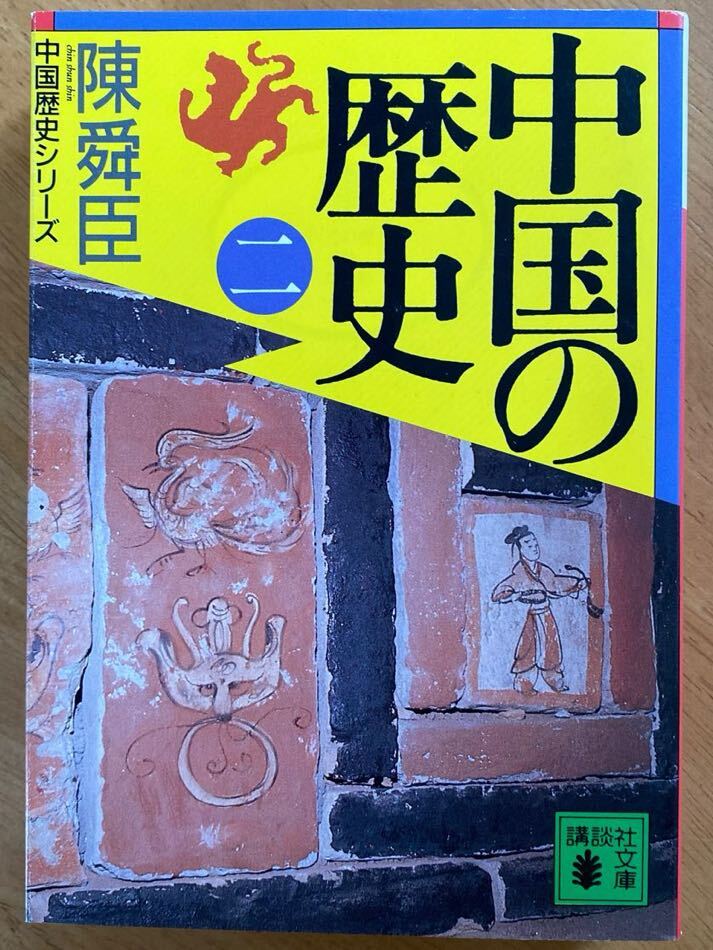 中国の
歴史
二
陳舜臣
chin shun shin
中国歴史シリーズ
講談社
文庫